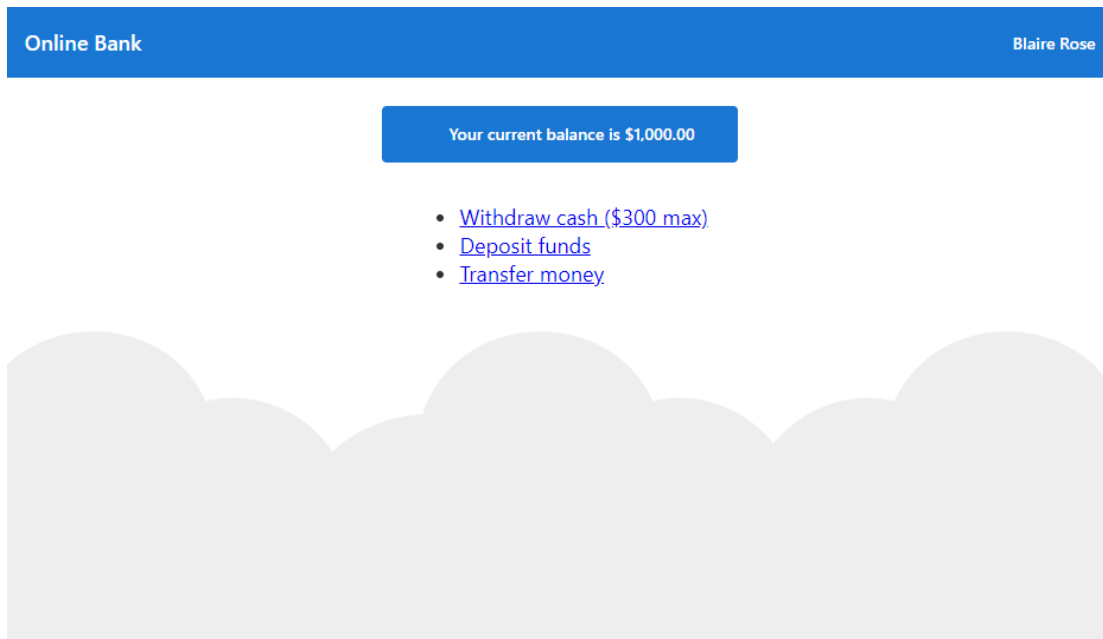 Online Bank
Blaire Rose
Your current balance is $1,000.00
Withdraw cash ($300 max)
Deposit funds
Transfer money